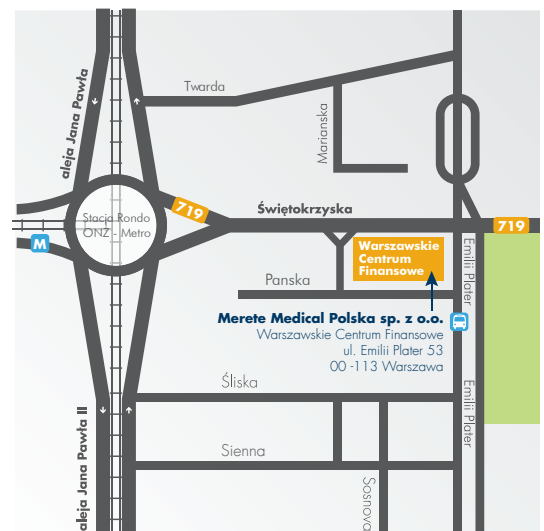 aleja Jana Pawła
Twarda
Marianska
719
Świętokrzyska
719
Stacja Rondo
ONZ - Metro
M
Warszawskie
Centrum
Finansowe
Emilii Plater
Panska
Merete Medical Polska sp. z o.o.
Warszawskie Centrum Finansowe
ul. Emilii Plater 53
00 -113 Warszawa
Śliska
Emilii Plater
aleja Jana Pawła II
Sienna
Sosnova